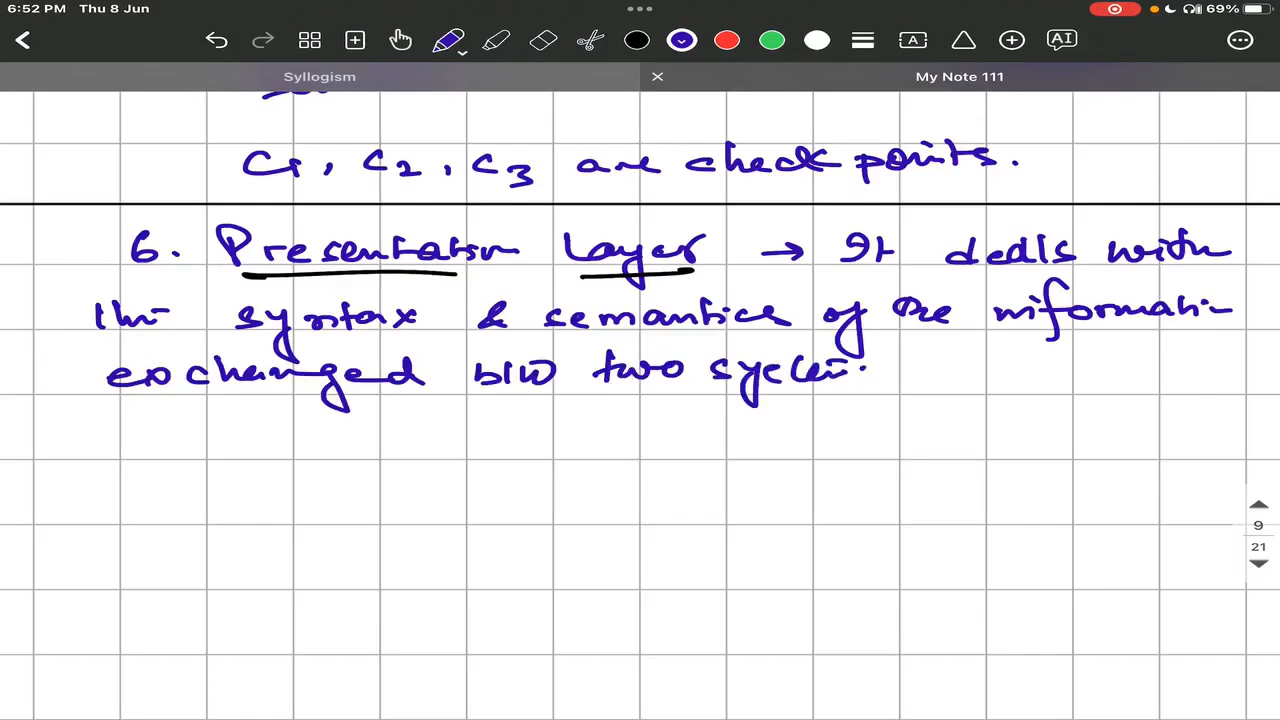 6:52 PM Thu 8 Jun 69%
A AI
Syllogism
My Note 111
C1, C2, C3 are check points.
6. Presentation Layer → It deals with
the syntax & semantics of the information
exchanged b/w two system.
9
21